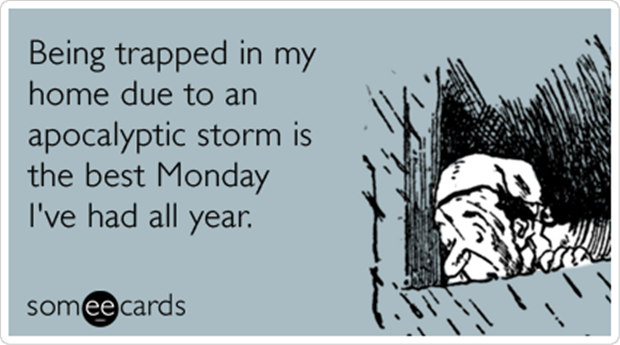 Being trapped in my
home due to an
apocalyptic storm is
the best Monday
I've had all year.
someecards